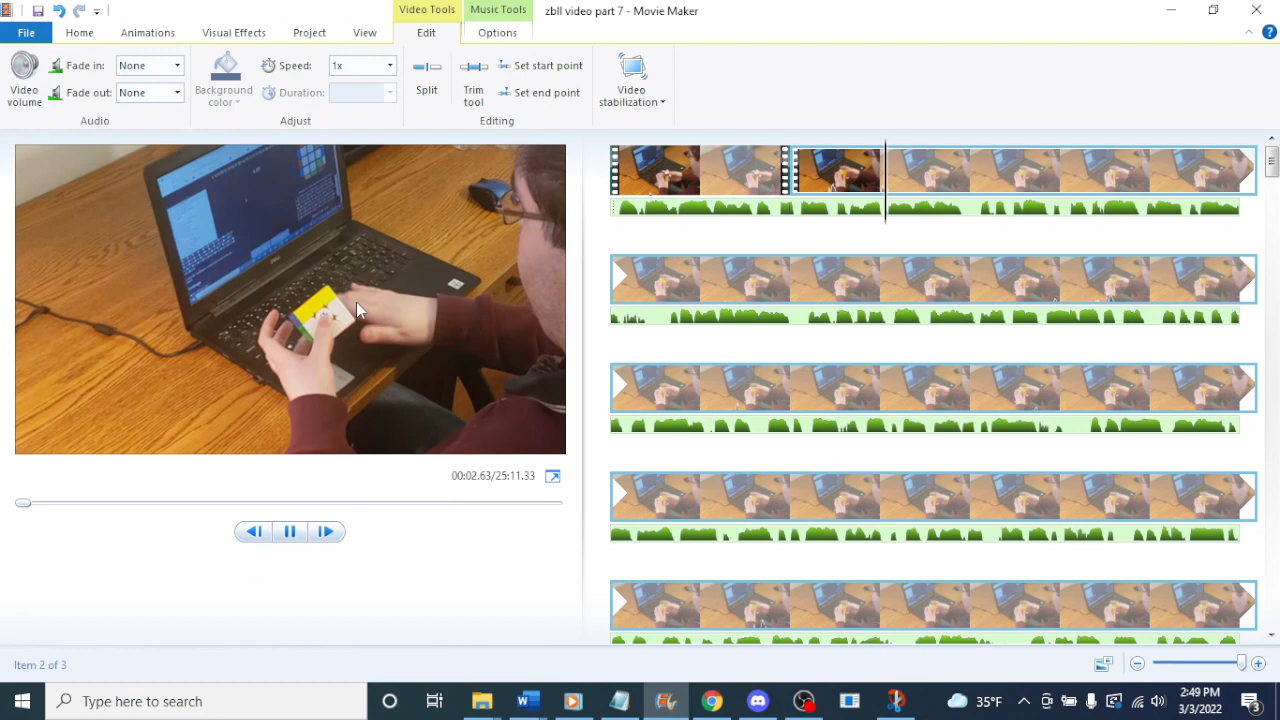 Video Tools
Music Tools
zbll video part 7 - Movie Maker
File
Home
Animations
Visual Effects
Project
View
Edit
Options
Video volume
Fade in:
None
Fade out:
None
Audio
Background color
Speed:
1x
Duration:
Adjust
Split
Trim tool
Set start point
Set end point
Editing
Video stabilization
00:02.63/25:11.33
Item 2 of 3
Type here to search
35°F
2:49 PM
3/3/2022
3